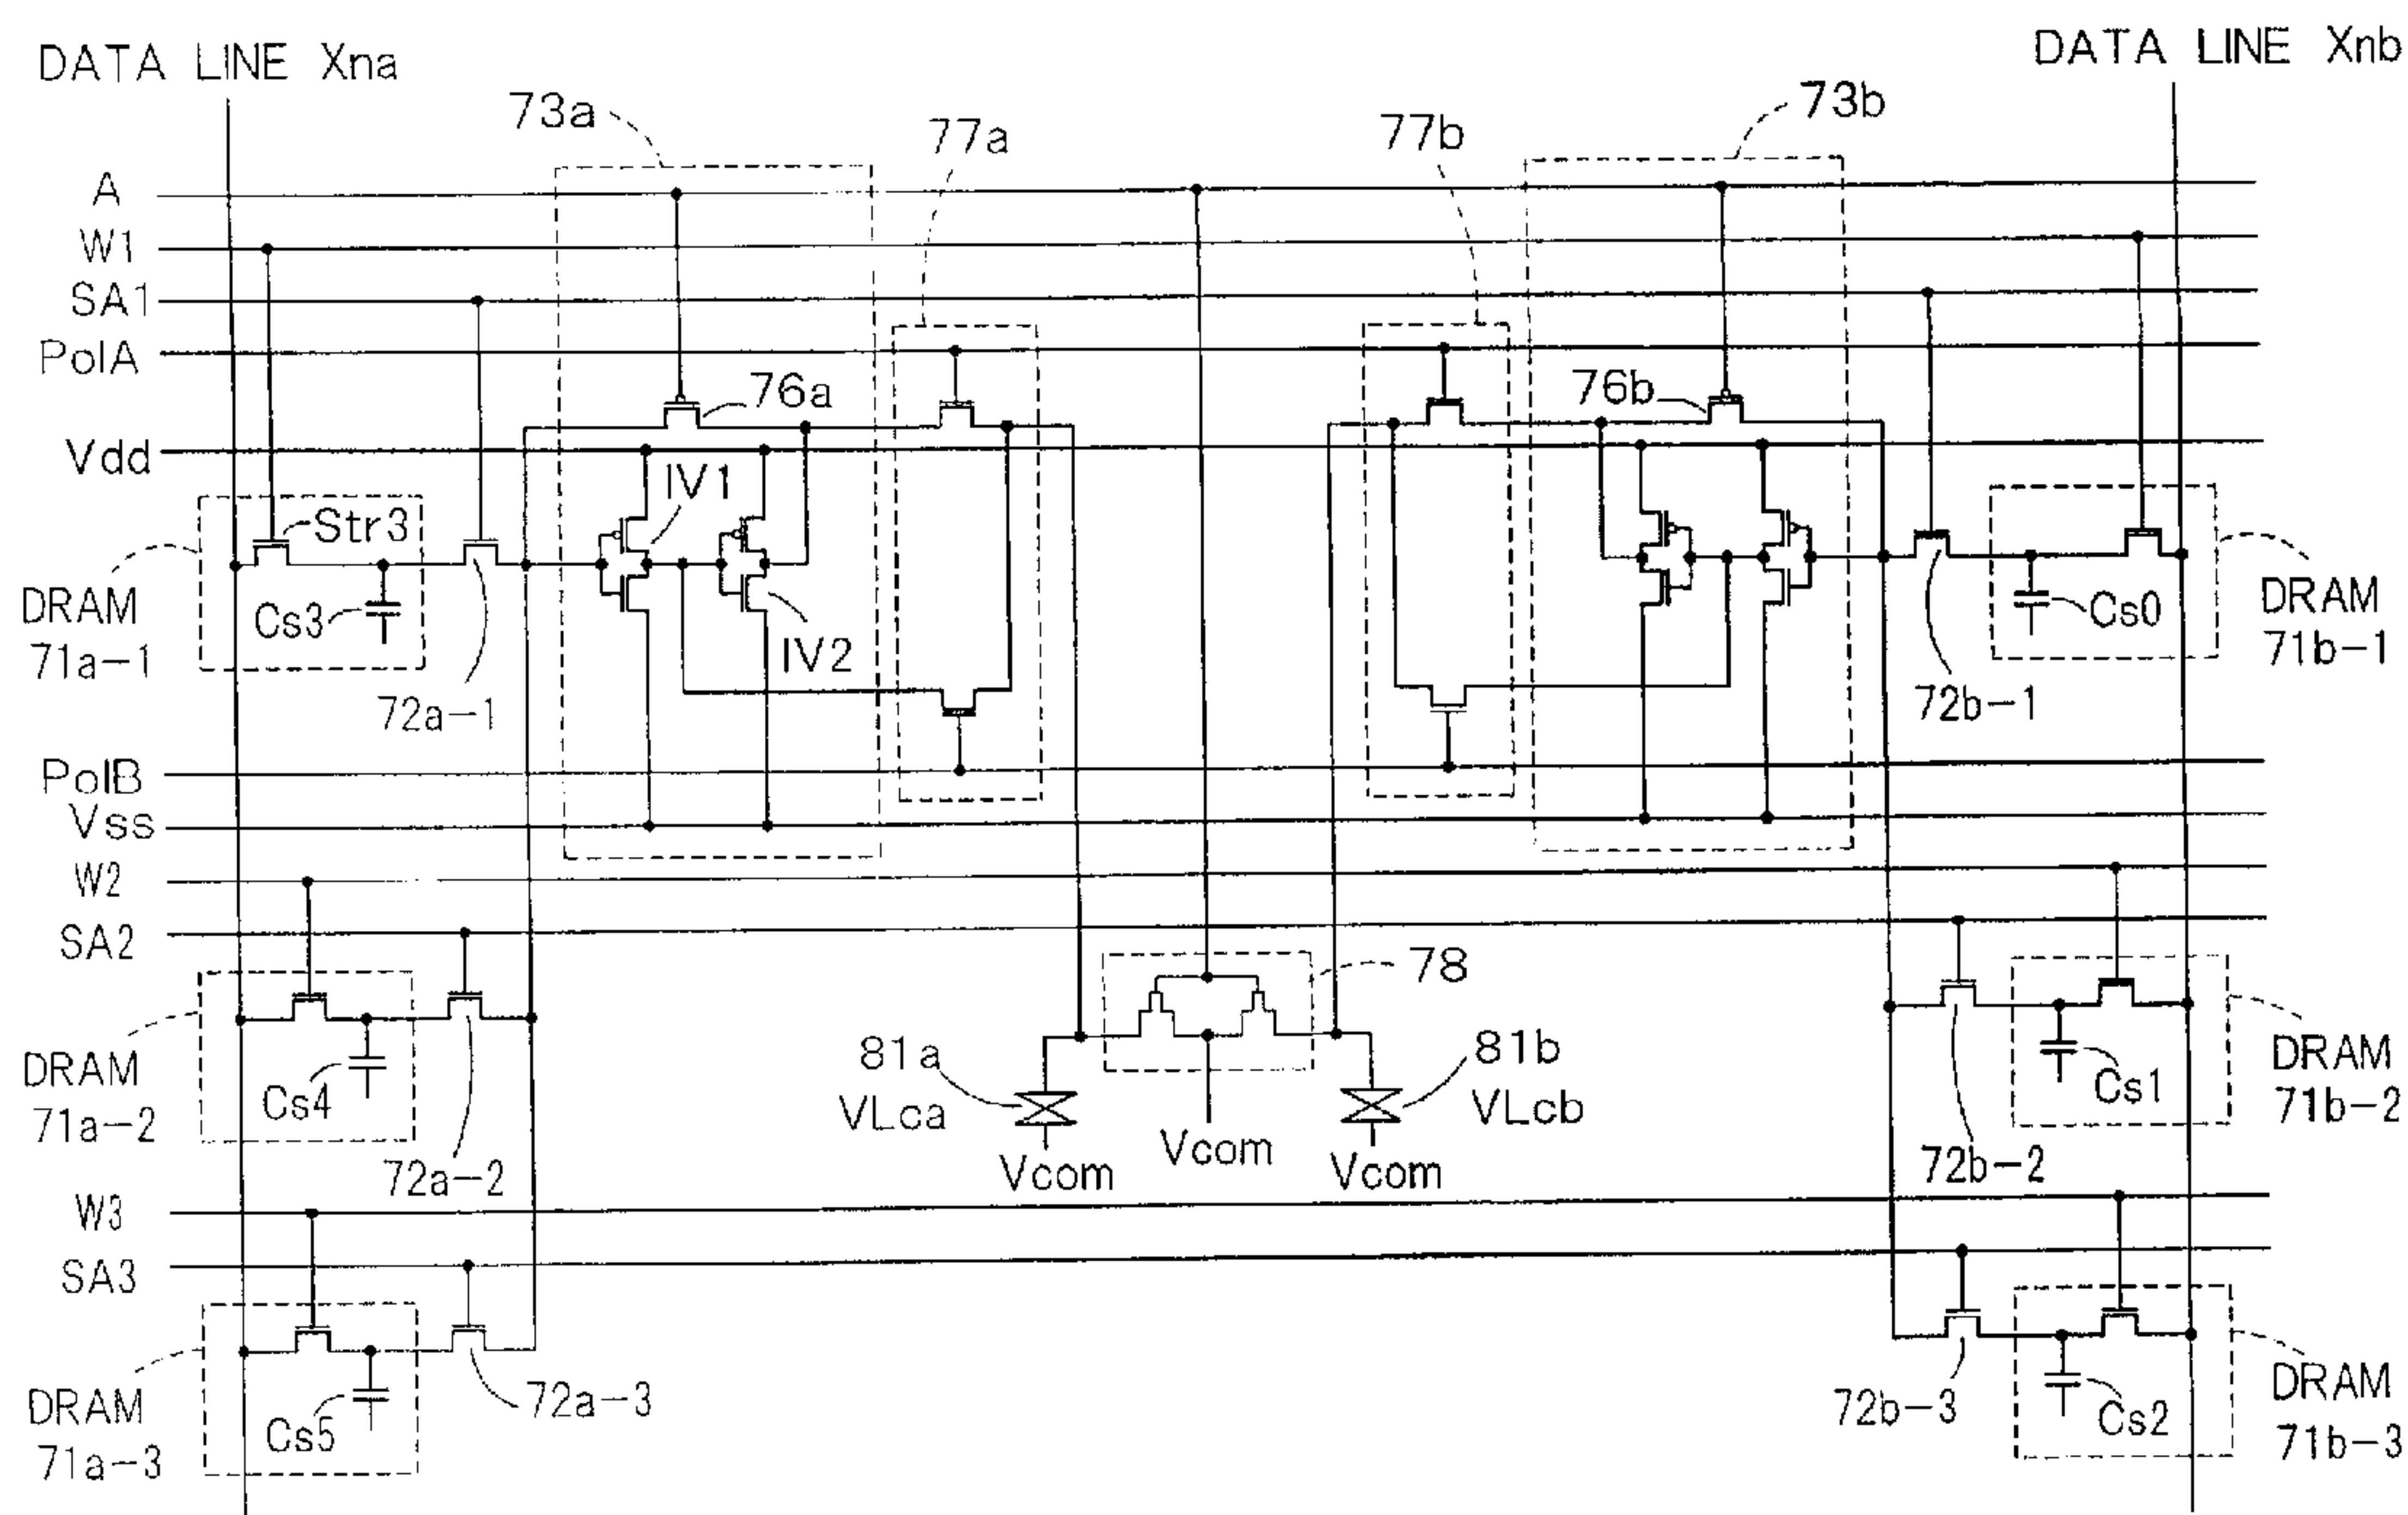 DATA LINE Xna
DATA LINE Xnb
73a
77a
77b
73b
A
W1
SA1
PolA
76a
76b
Vdd
IV1
Str3
Cs3
DRAM
71a-1
IV2
72a-1
72b-1
Cs0
DRAM
71b-1
PolB
Vss
W2
SA2
78
DRAM
71a-2
Cs4
72a-2
81a
VLca
Vcom
Vcom
Vcom
81b
VLcb
72b-2
Cs1
DRAM
71b-2
W3
SA3
DRAM
71a-3
Cs5
72a-3
72b-3
Cs2
DRAM
71b-3